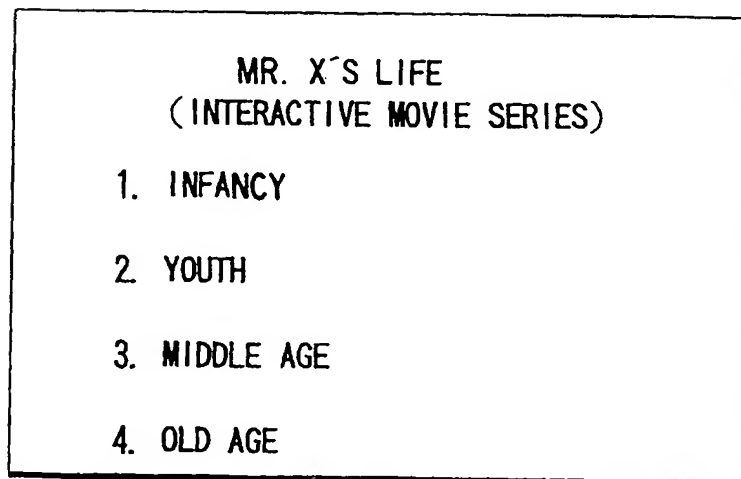 MR. X´S LIFE
(INTERACTIVE MOVIE SERIES)
1. INFANCY
2. YOUTH
3. MIDDLE AGE
4. OLD AGE